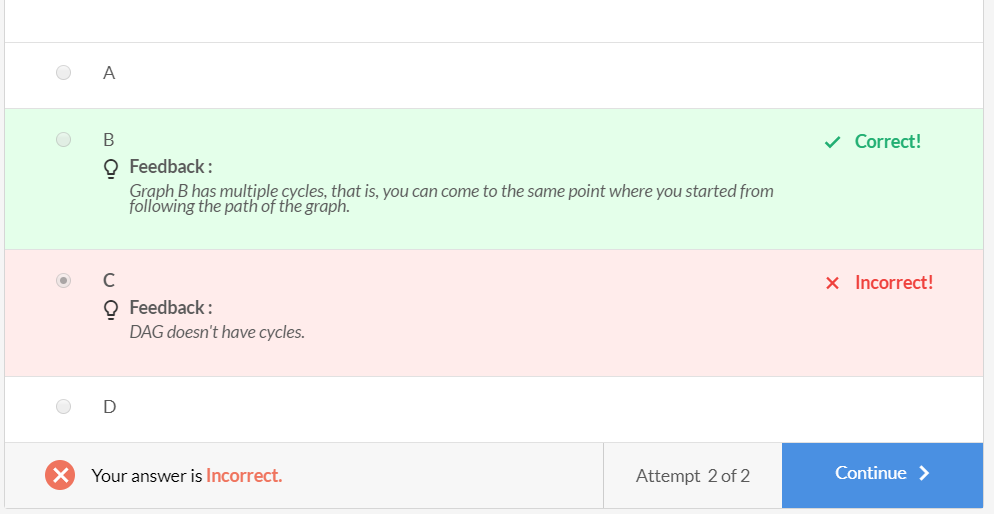 A
B
Correct!
Feedback :
Graph B has multiple cycles, that is, you can come to the same point where you started from
following the path of the graph.
C
Incorrect!
Feedback :
DAG doesn't have cycles.
D
Your answer is Incorrect.
Attempt 2 of 2
Continue